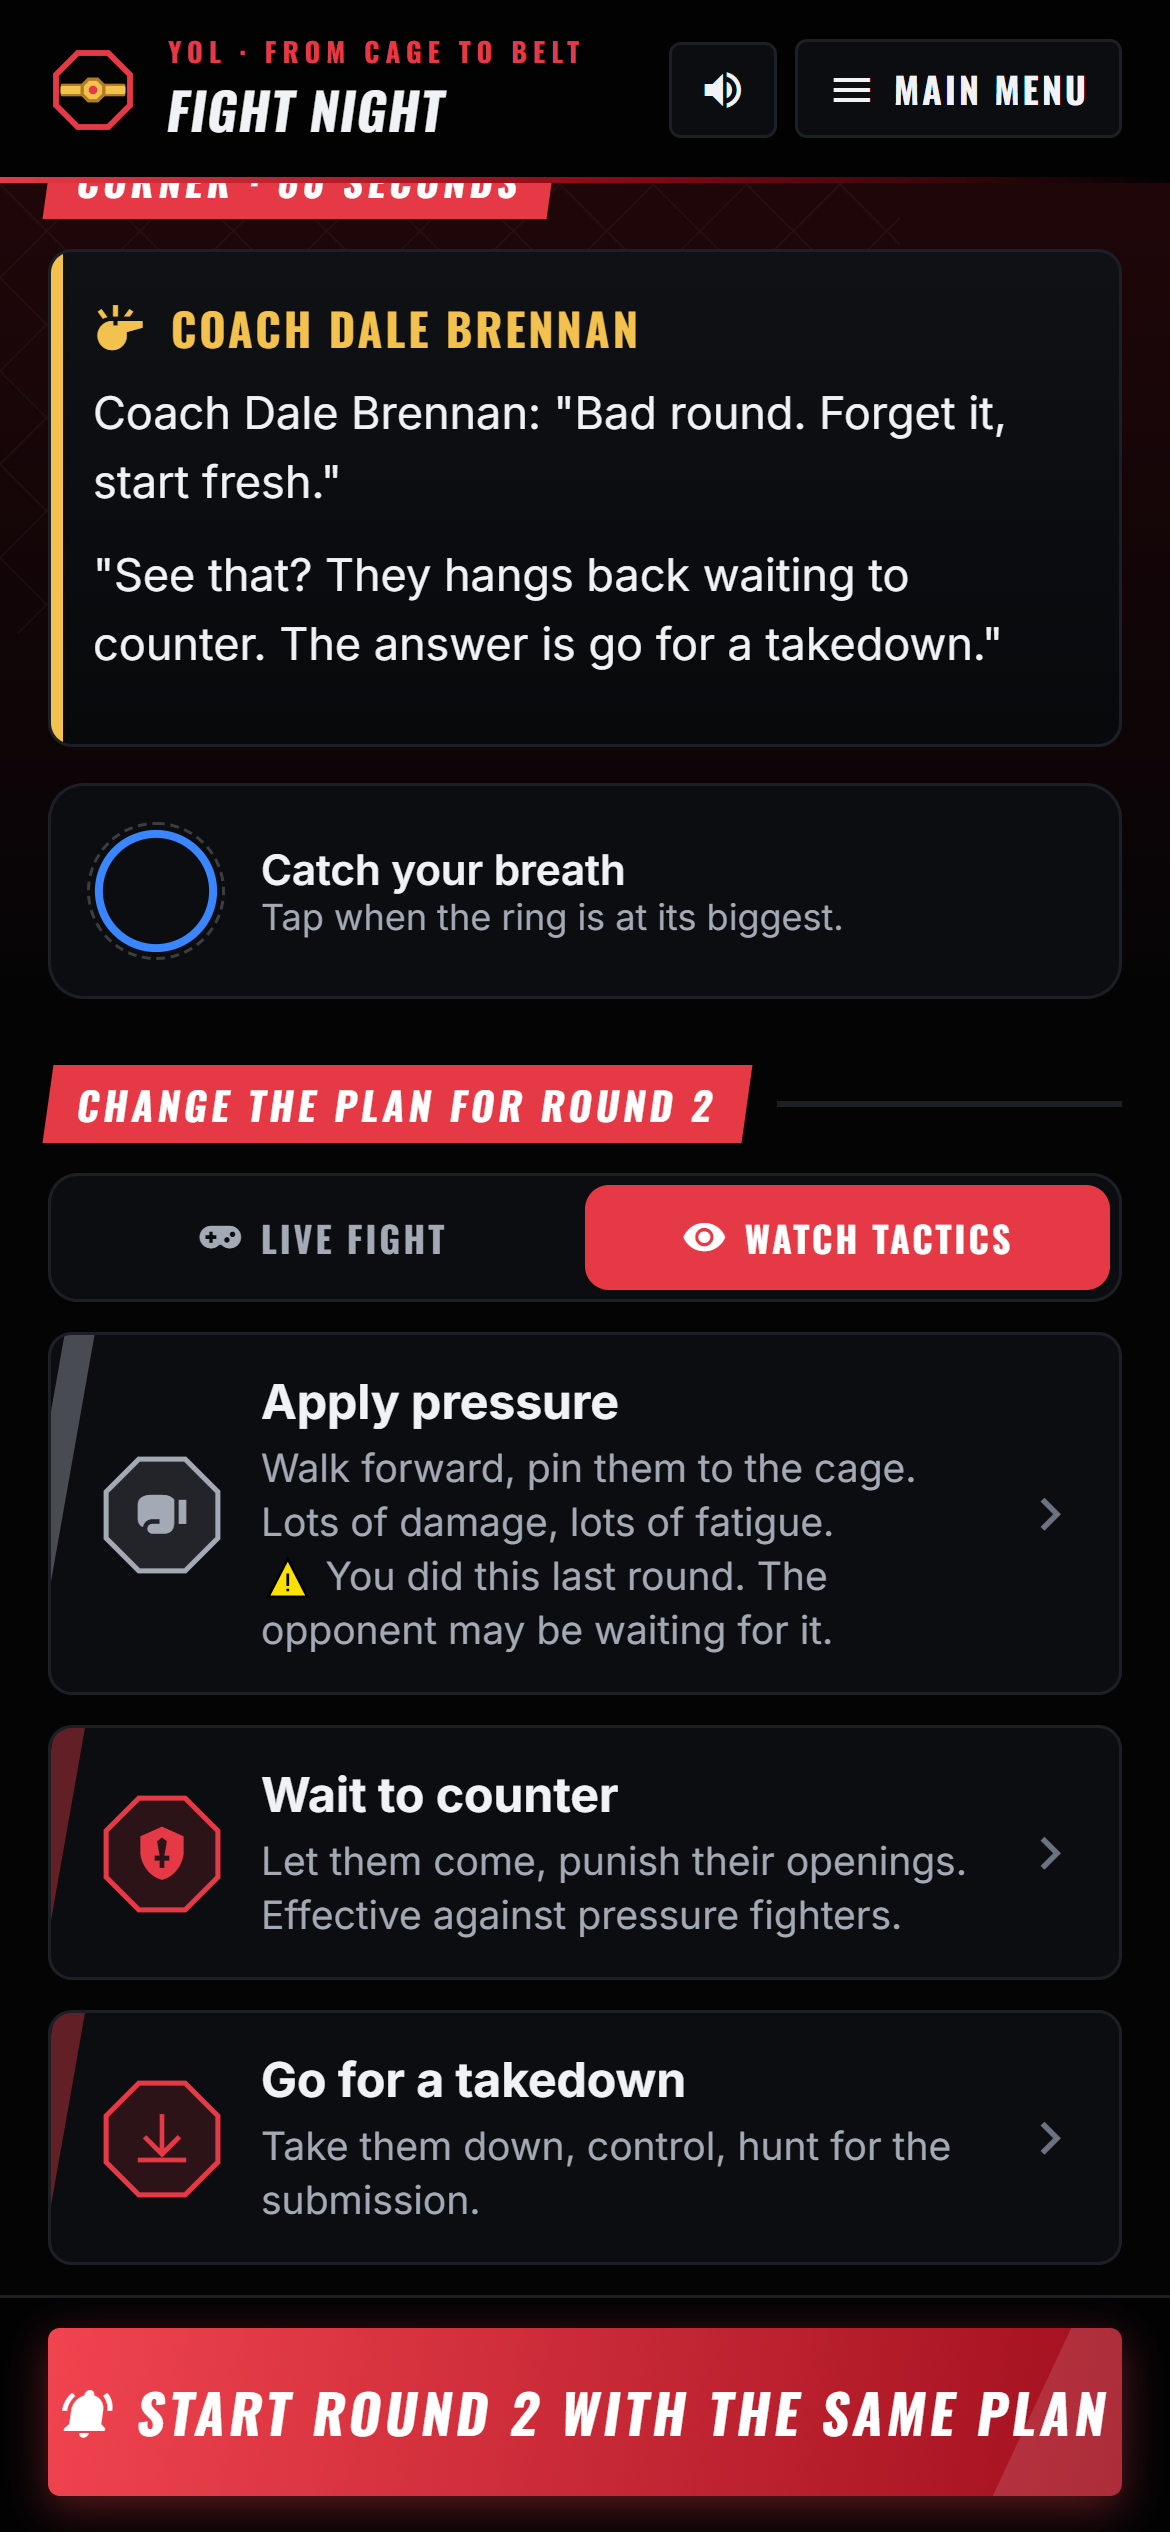 YOL · FROM CAGE TO BELT
FIGHT NIGHT
MAIN MENU
CORNER · 60 SECONDS
COACH DALE BRENNAN
Coach Dale Brennan: "Bad round. Forget it,
start fresh."
"See that? They hangs back waiting to
counter. The answer is go for a takedown."
Catch your breath
Tap when the ring is at its biggest.
CHANGE THE PLAN FOR ROUND 2
LIVE FIGHT
WATCH TACTICS
Apply pressure
Walk forward, pin them to the cage.
Lots of damage, lots of fatigue.
⚠ You did this last round. The
opponent may be waiting for it.
Wait to counter
Let them come, punish their openings.
Effective against pressure fighters.
Go for a takedown
Take them down, control, hunt for the
submission.
START ROUND 2 WITH THE SAME PLAN